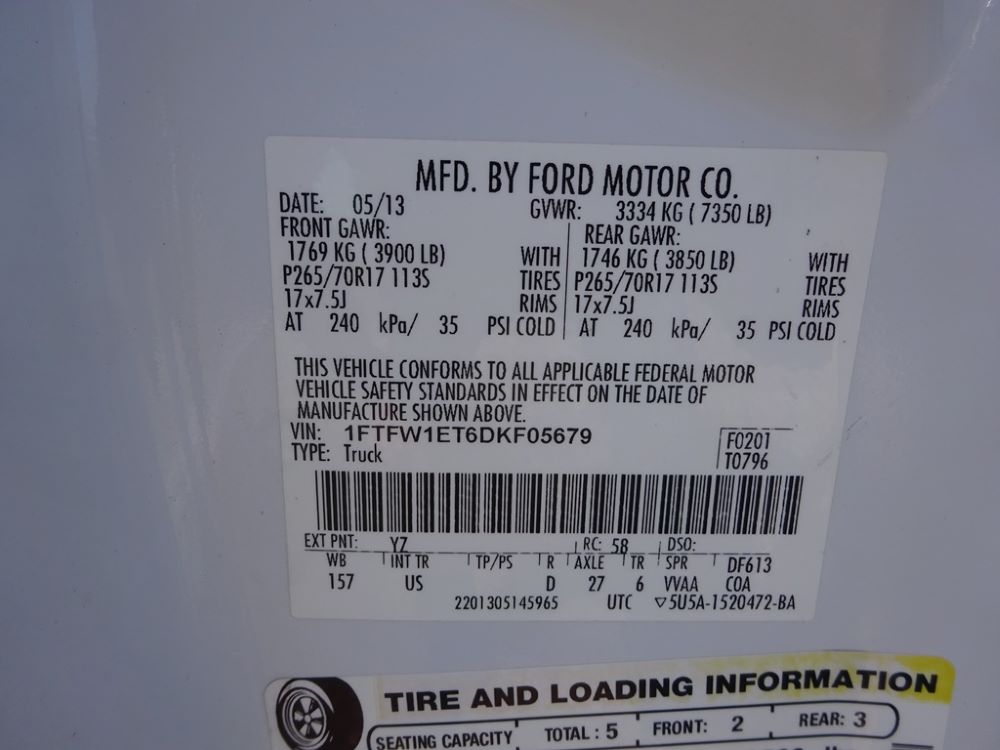 MFD. BY FORD MOTOR CO.
DATE: 05/13 GVWR: 3334 KG ( 7350 LB)
FRONT GAWR: REAR GAWR:
1769 KG ( 3900 LB) WITH 1746 KG ( 3850 LB) WITH
P265/70R17 113S TIRES P265/70R17 113S TIRES
17x7.5J RIMS 17x7.5J RIMS
AT 240 kPa/ 35 PSI COLD AT 240 kPa/ 35 PSI COLD
THIS VEHICLE CONFORMS TO ALL APPLICABLE FEDERAL MOTOR
VEHICLE SAFETY STANDARDS IN EFFECT ON THE DATE OF
MANUFACTURE SHOWN ABOVE.
VIN: 1FTFW1ET6DKF05679 F0201
TYPE: Truck T0796
EXT PNT: YZ RC: 58 DSO:
WB INT TR TP/PS R AXLE TR SPR DF613
157 US D 27 6 VVAA COA
2201305145965 UTC ▽5U5A-1520472-BA
TIRE AND LOADING INFORMATION
SEATING CAPACITY TOTAL : 5 FRONT: 2 REAR: 3